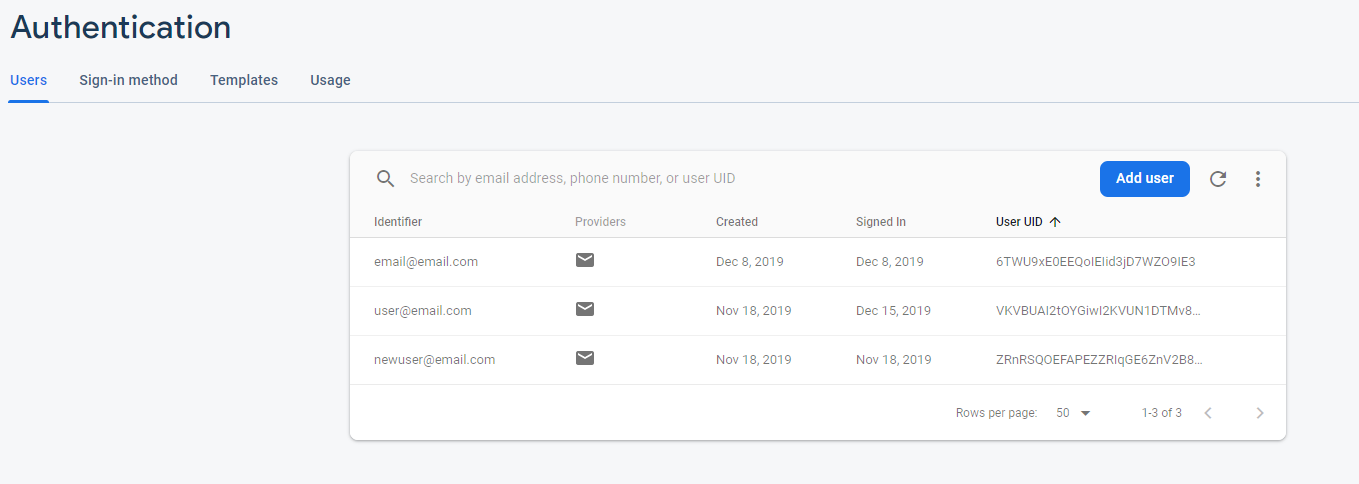 Authentication
Users Sign-in method Templates Usage
Search by email address, phone number, or user UID Add user
Identifier Providers Created Signed In User UID
email@email.com Dec 8, 2019 Dec 8, 2019 6TWU9xE0EEQoIEIid3jD7WZO9IE3
user@email.com Nov 18, 2019 Dec 15, 2019 VKVBUAI2tOYGiwI2KVUN1DTMv8...
newuser@email.com Nov 18, 2019 Nov 18, 2019 ZRnRSQOEFAPEZZRIqGE6ZnV2B8...
Rows per page: 50 1-3 of 3